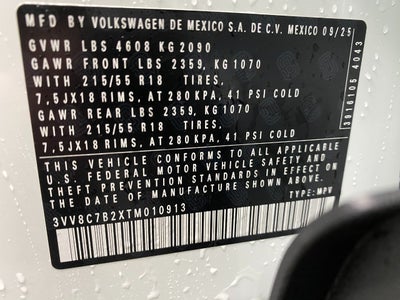 MFD BY VOLKSWAGEN DE MEXICO S.A. DE C.V. MEXICO 09/25
GVWR LBS 4608 KG 2090
GAWR FRONT LBS 2359, KG1070
WITH 215/55 R18 TIRES,
7,5JX18 RIMS, AT 280KPA, 41 PSI COLD
GAWR REAR LBS 2359, KG 1070
WITH 215/55 R18 TIRES,
7,5JX18 RIMS, AT 280KPA, 41 PSI COLD
THIS VEHICLE CONFORMS TO ALL APPLICABLE
U.S. FEDERAL MOTOR VEHICLE SAFETY AND
THEFT PREVENTION STANDARDS IN EFFECT ON
THE DATE OF MANUFACTURE SHOWN ABOVE.
3VV8C7B2XTM010913
TYPE: MPV
3916105 4043